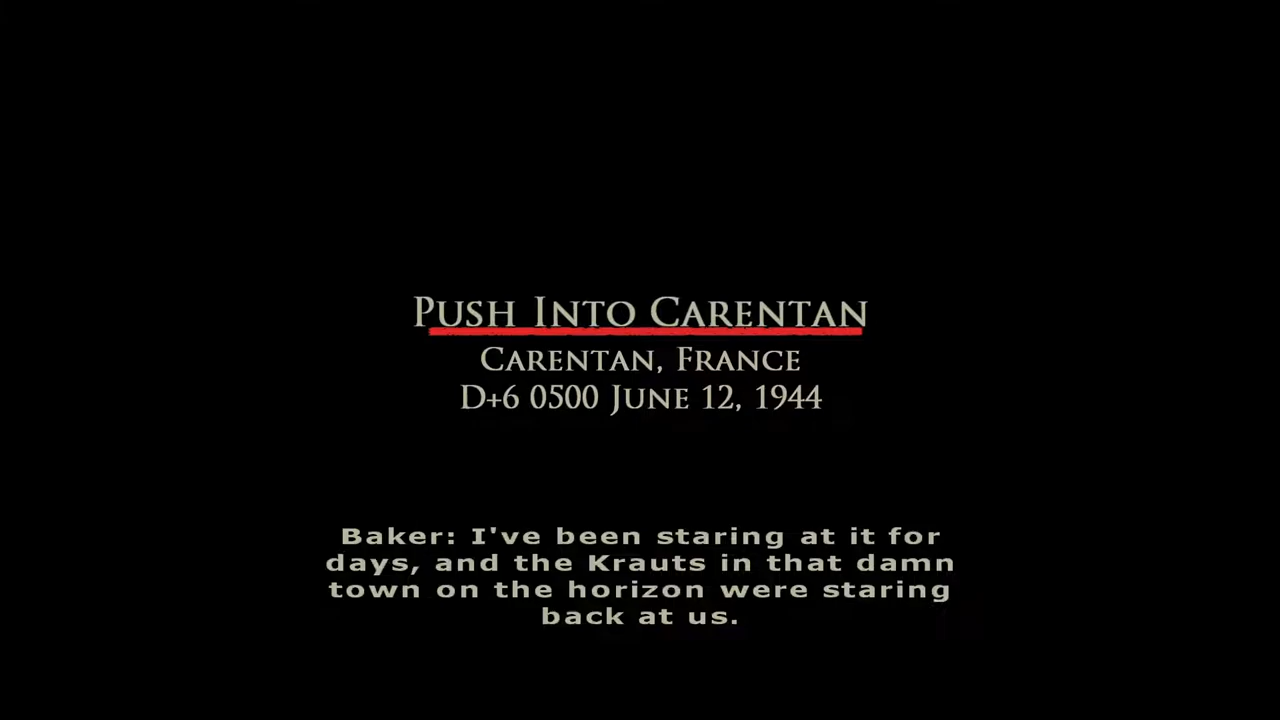 Push Into Carentan
Carentan, France
D+6 0500 June 12, 1944
Baker: I've been staring at it for
days, and the Krauts in that damn
town on the horizon were staring
back at us.